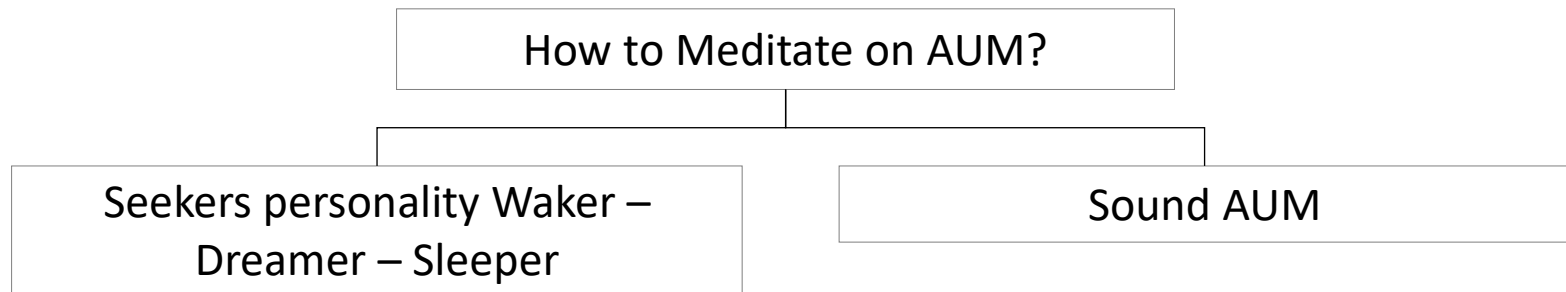 How to Meditate on AUM?
Seekers personality Waker –
Dreamer – Sleeper
Sound AUM